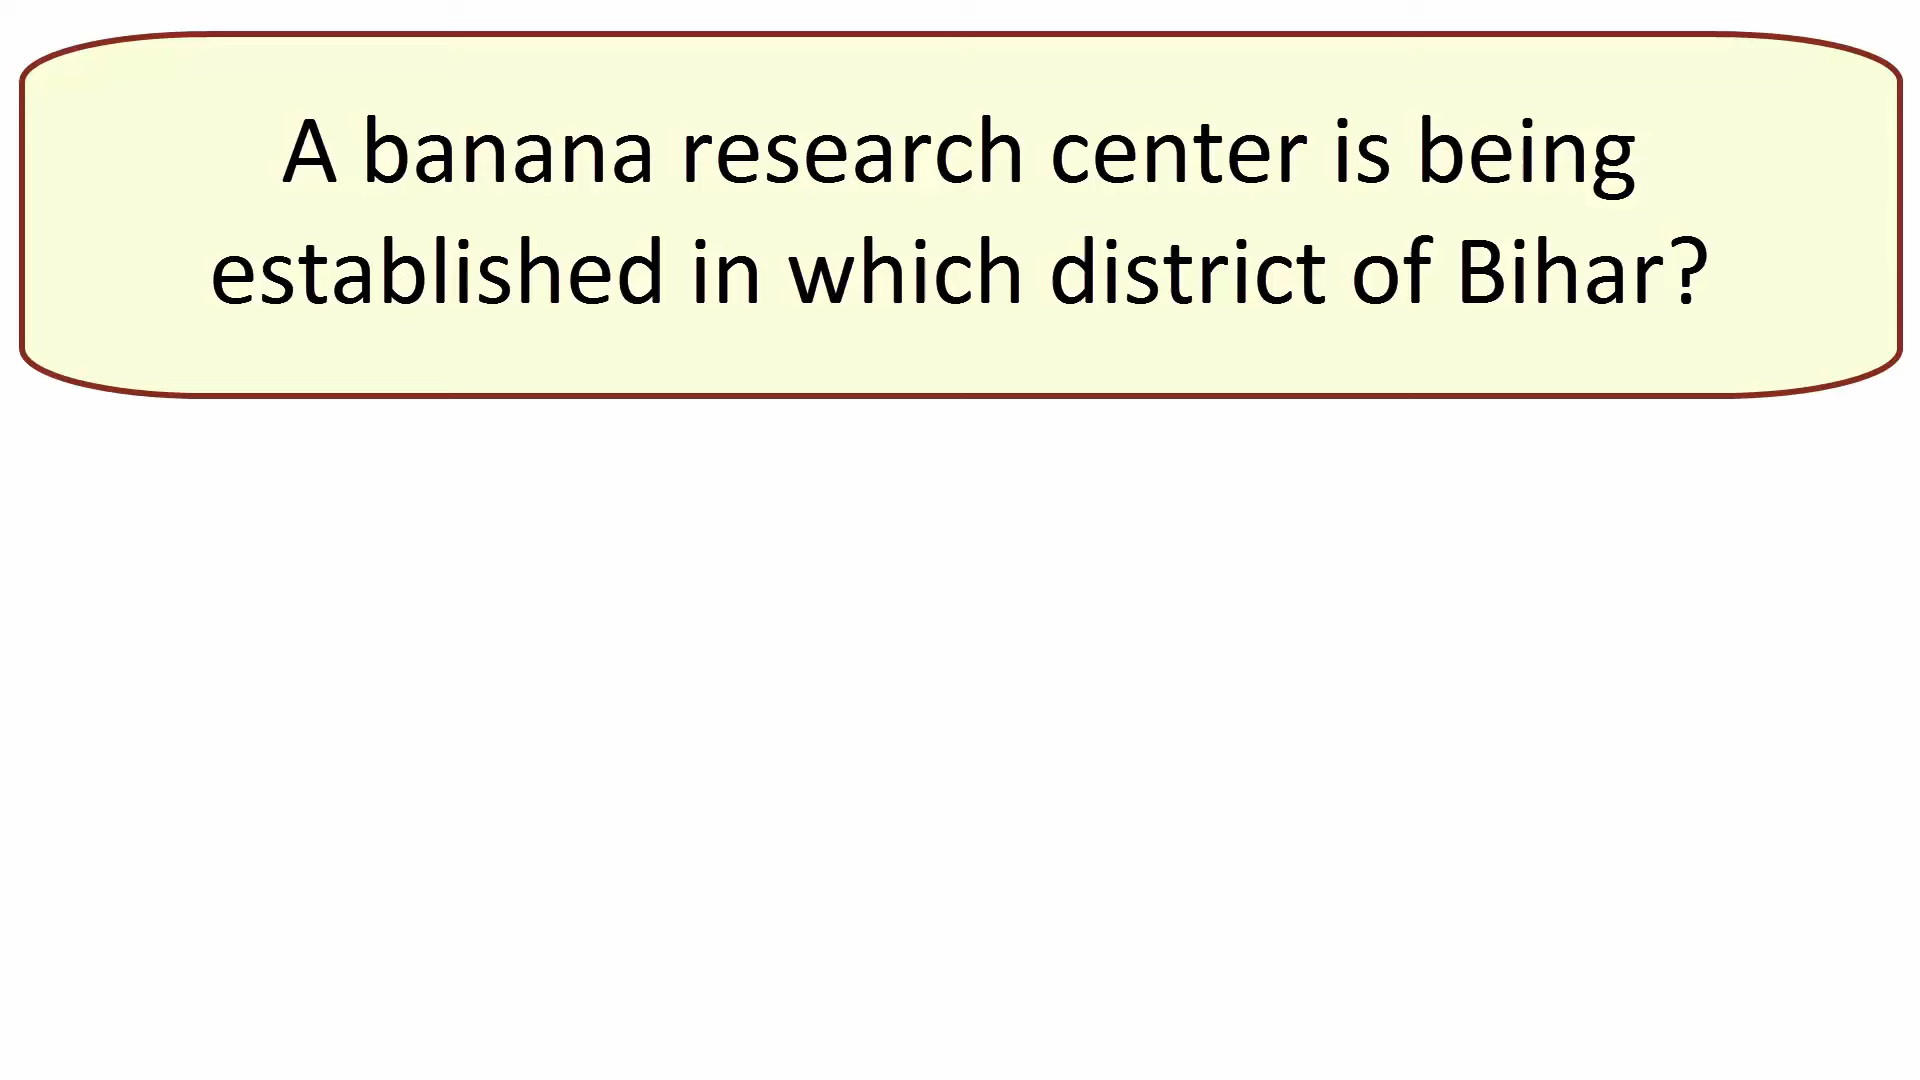 A banana research center is being
established in which district of Bihar?